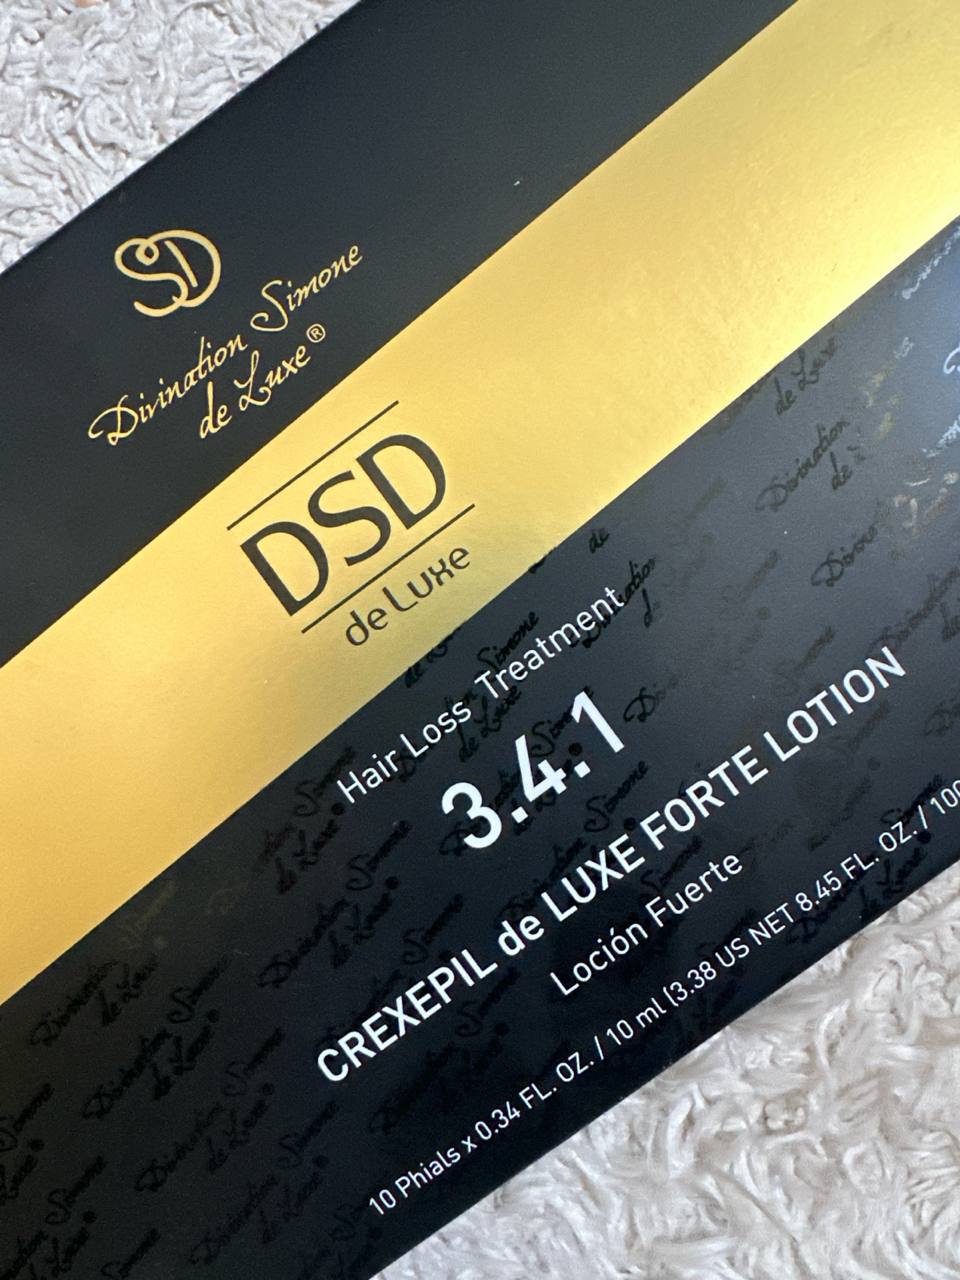 SD
Divination Simone
de Luxe®
DSD
de Luxe
Hair Loss Treatment
3.4.1
CREXEPIL de LUXE FORTE LOTION
Loción Fuerte
10 Phials x 0.34 FL. OZ. / 10 ml (3.38 US NET 8.45 FL. OZ. / 100